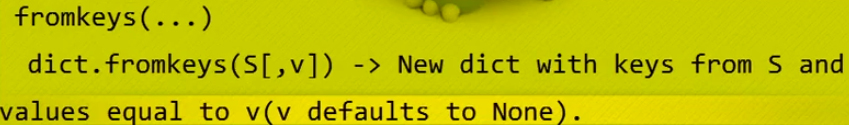 fromkeys(...)
dict.fromkeys(S[,v]) -> New dict with keys from S and
values equal to v(v defaults to None).